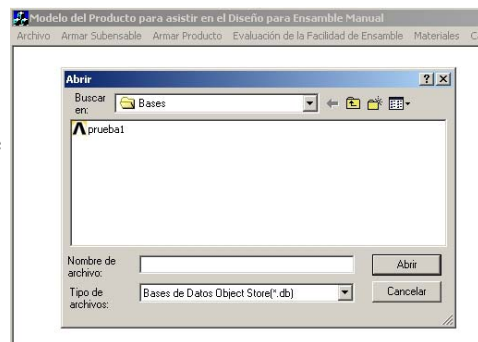 Modelo del Producto para asistir en el Diseño para Ensamble Manual
Archivo Armar Subensable Armar Producto Evaluación de la Facilidad de Ensamble Materiales
Abrir
Buscar en: Bases
prueba1
Nombre de archivo:
Abrir
Tipo de archivos: Bases de Datos Object Store(*.db)
Cancelar